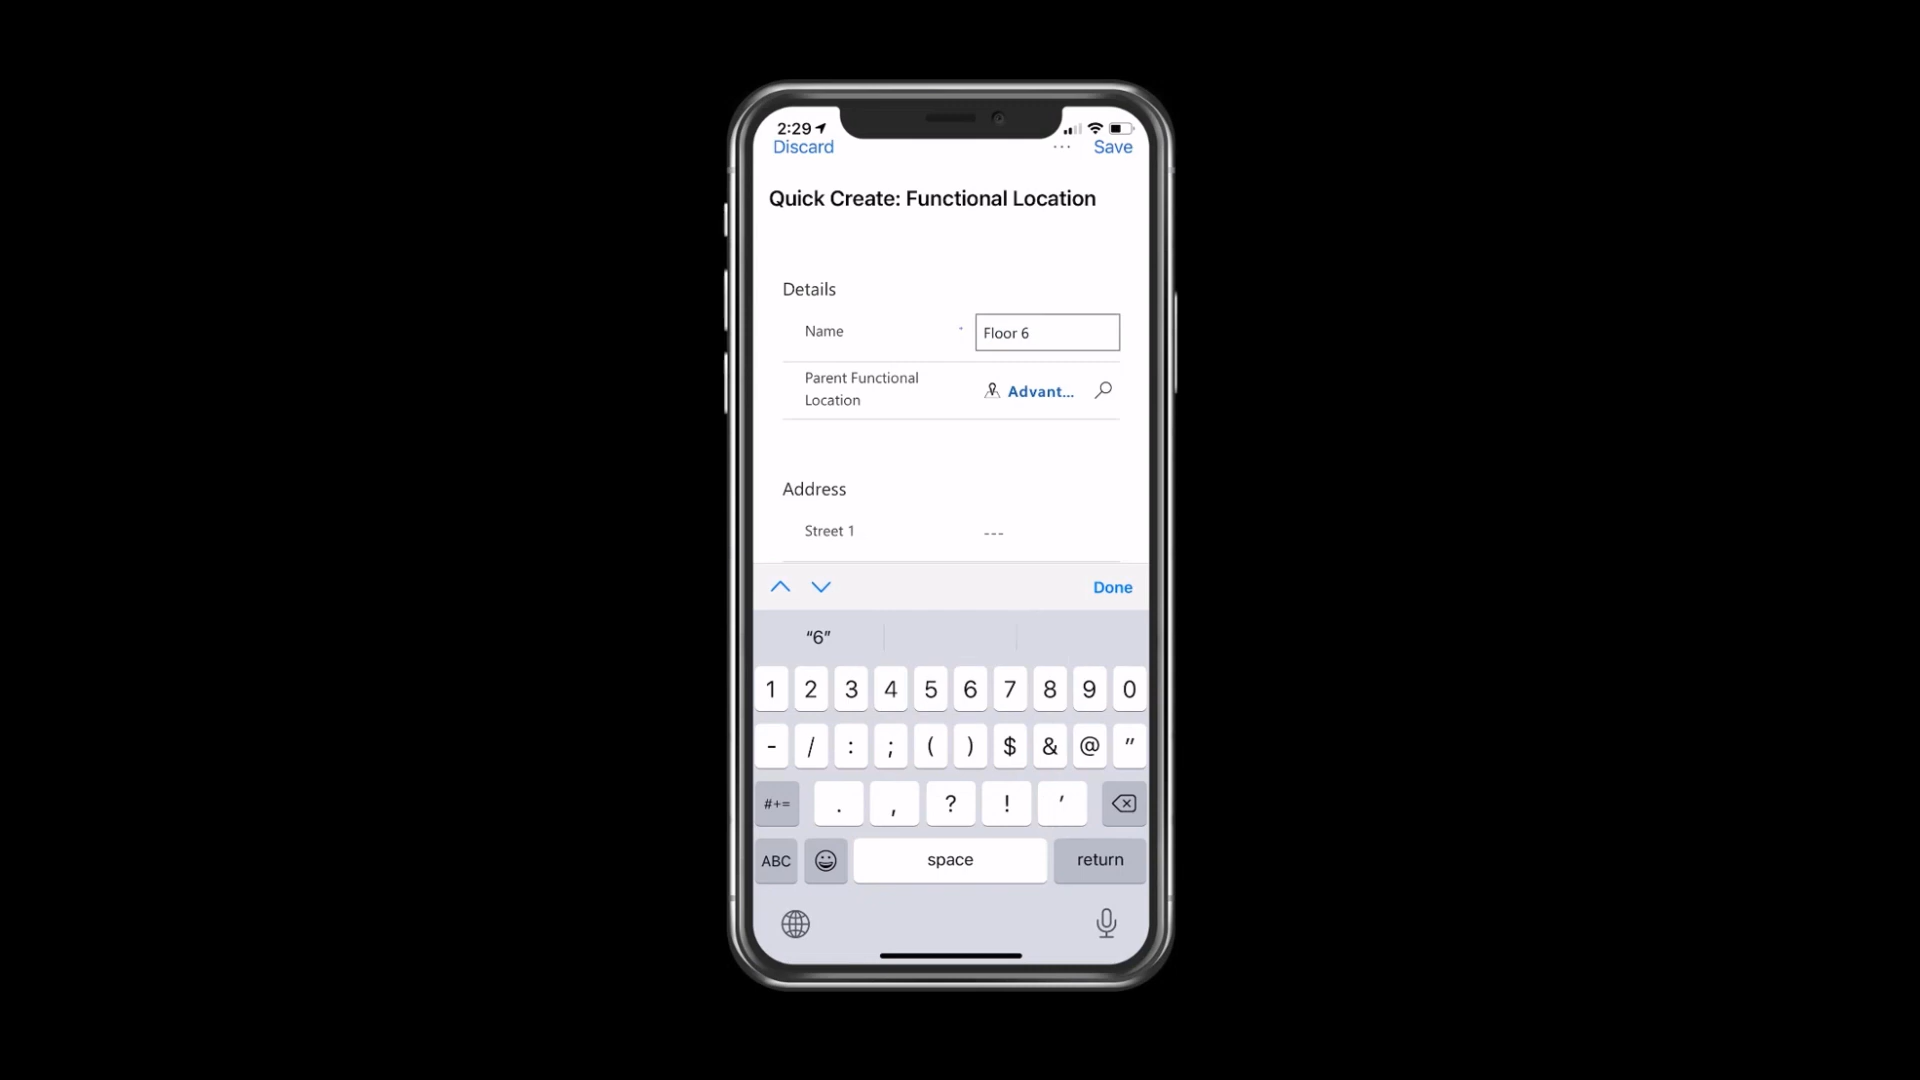 2:29
Discard ... Save
Quick Create: Functional Location
Details
Name * Floor 6
Parent Functional
Location
Advant...
Address
Street 1 ---
Done
“6”
1 2 3 4 5 6 7 8 9 0
- / : ; ( ) $ & @ "
#+= . , ? ! ’
ABC space return